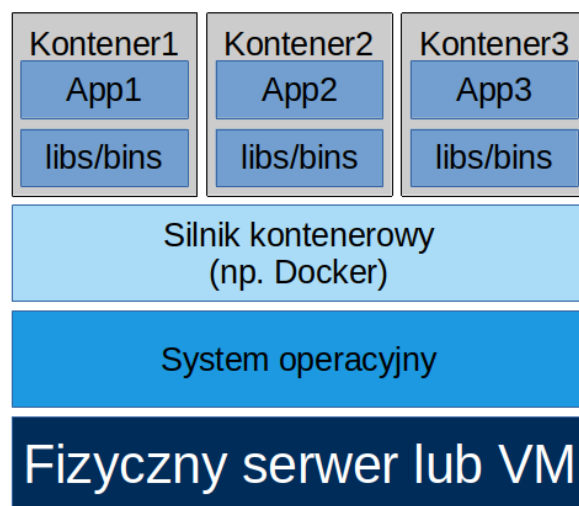 Kontener1
App1
libs/bins
Kontener2
App2
libs/bins
Kontener3
App3
libs/bins
Silnik kontenerowy
(np. Docker)
System operacyjny
Fizyczny serwer lub VM